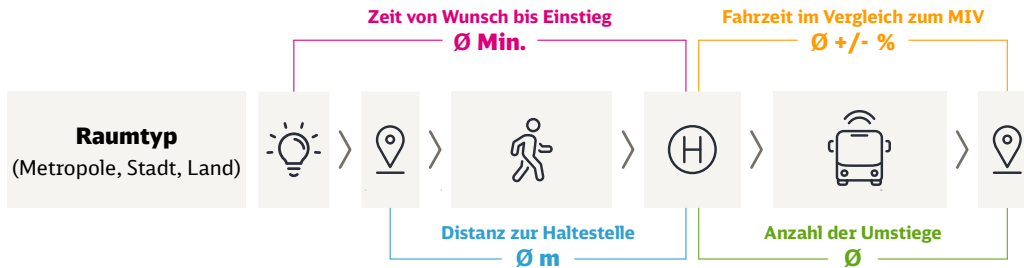 Zeit von Wunsch bis Einstieg
Ø Min.
Fahrzeit im Vergleich zum MIV
Ø +/- %
Raumtyp
(Metropole, Stadt, Land)
H
Distanz zur Haltestelle
Ø m
Anzahl der Umstiege
Ø